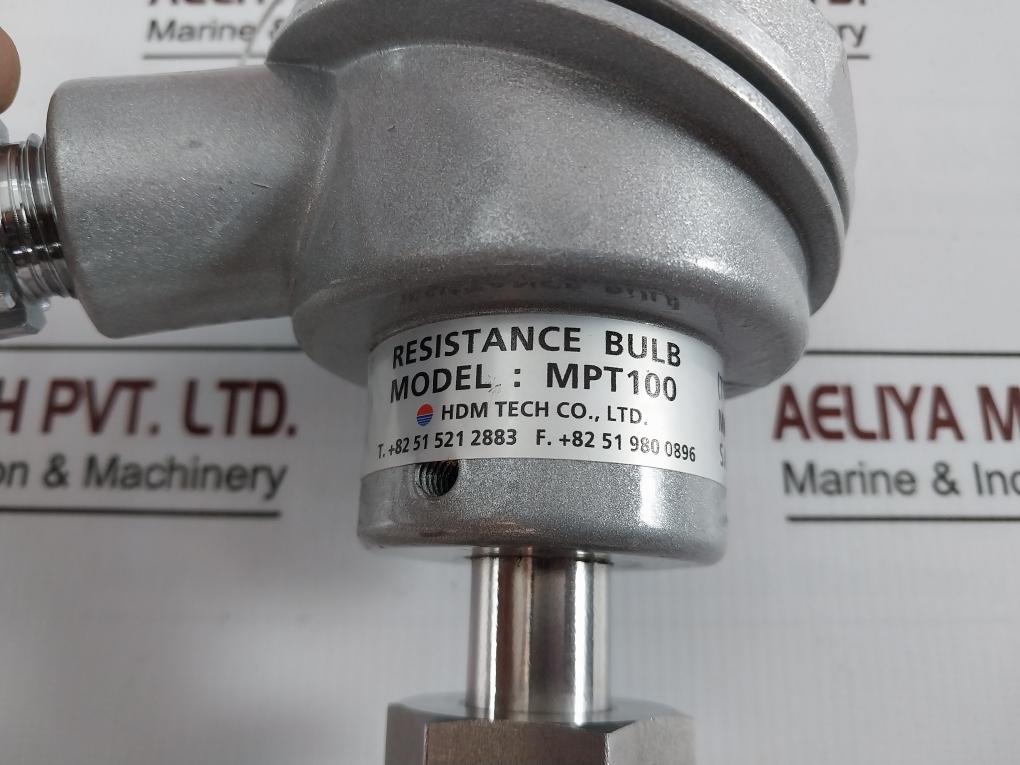 Marine &
RESISTANCE BULB
MODEL : MPT100
HDM TECH CO., LTD.
T. +82 51 521 2883 F. +82 51 980 0896
H PVT. LTD.
on & Machinery
AELIYA M
Marine & Ind